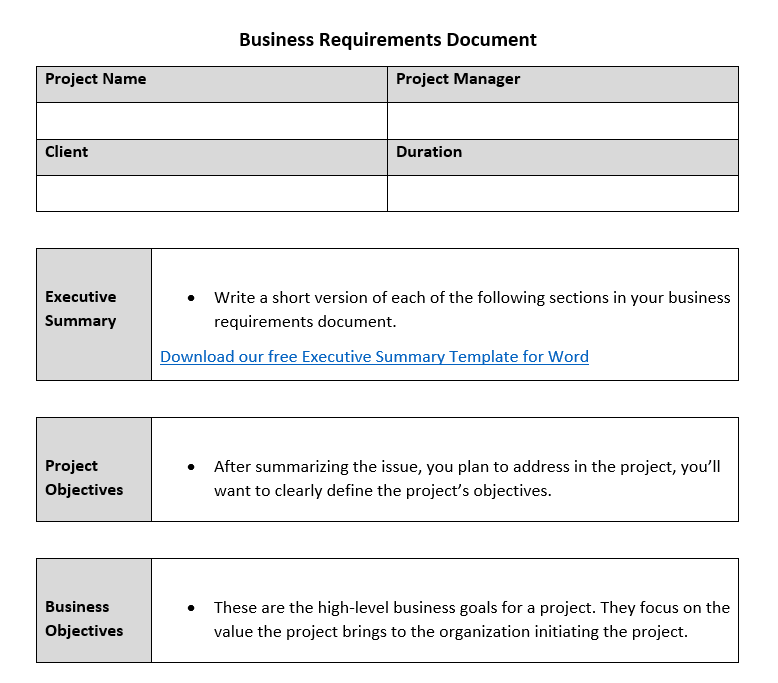 Business Requirements Document
Project Name
Project Manager
Client
Duration
Executive
Summary
• Write a short version of each of the following sections in your business
requirements document.
Download our free Executive Summary Template for Word
Project
Objectives
• After summarizing the issue, you plan to address in the project, you’ll
want to clearly define the project’s objectives.
Business
Objectives
• These are the high-level business goals for a project. They focus on the
value the project brings to the organization initiating the project.